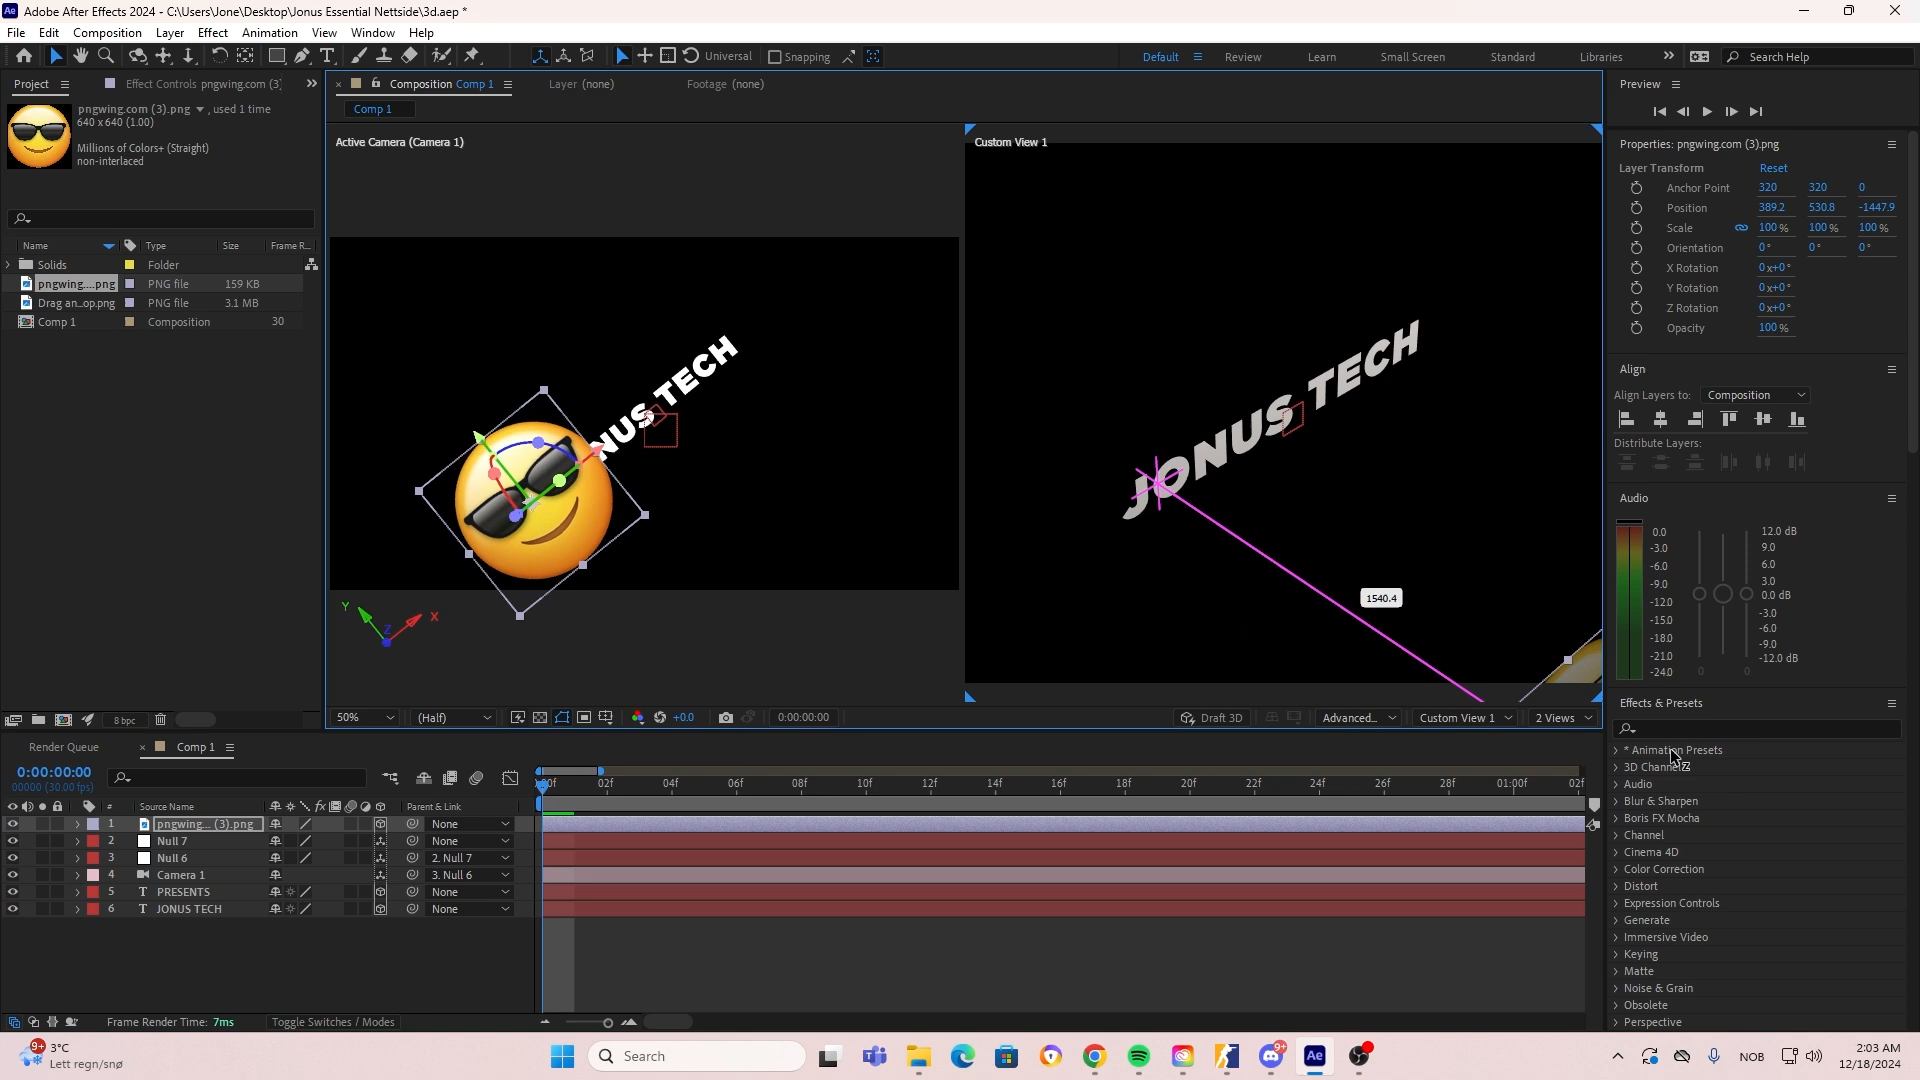 Adobe After Effects 2024 - C:\Users\Jone\Desktop\Jonus Essential Nettside\3d.aep *
File Edit Composition Layer Effect Animation View Window Help
Universal Snapping Default Review Learn Small Screen Standard Libraries Search Help
Project Effect Controls pngwing.com (3)
pngwing.com (3).png , used 1 time
640 x 640 (1.00)
Millions of Colors+ (Straight)
non-interlaced
Name Type Size Frame R...
Solids Folder
pngwing....png PNG file 159 KB
Drag an...op.png PNG file 3.1 MB
Comp 1 Composition 30
8 bpc
Composition Comp 1 Layer (none) Footage (none)
Comp 1
Active Camera (Camera 1)
NUS TECH
Y X Z
Custom View 1
JONUS TECH
1540.4
50% (Half) +0.0 0:00:00:00 Draft 3D Advanced... Custom View 1 2 Views
Preview
Properties: pngwing.com (3).png
Layer Transform Reset
Anchor Point 320 320 0
Position 389.2 530.8 -1447.9
Scale 100 % 100 % 100 %
Orientation 0° 0° 0°
X Rotation 0x+0°
Y Rotation 0x+0°
Z Rotation 0x+0°
Opacity 100 %
Align
Align Layers to: Composition
Distribute Layers:
Audio
0.0 12.0 dB
-3.0 9.0
-6.0 6.0
-9.0 3.0
-12.0 0.0 dB
-15.0 -3.0
-18.0 -6.0
-21.0 -9.0
-24.0 -12.0 dB
0 0
Effects & Presets
* Animation Presets
3D Channel
Audio
Blur & Sharpen
Boris FX Mocha
Channel
Cinema 4D
Color Correction
Distort
Expression Controls
Generate
Immersive Video
Keying
Matte
Noise & Grain
Obsolete
Perspective
Render Queue Comp 1
0:00:00:00
00000 (30.00 fps)
# Source Name fx Parent & Link
1 pngwing... (3).png None
2 Null 7 None
3 Null 6 2. Null 7
4 Camera 1 3. Null 6
5 T PRESENTS None
6 T JONUS TECH None
02f 04f 06f 08f 10f 12f 14f 16f 18f 20f 22f 24f 26f 28f 01:00f 02f
Frame Render Time: 7ms Toggle Switches / Modes
9+ 3°C
Lett regn/snø
Search
9+
Ae
NOB
2:03 AM
12/18/2024